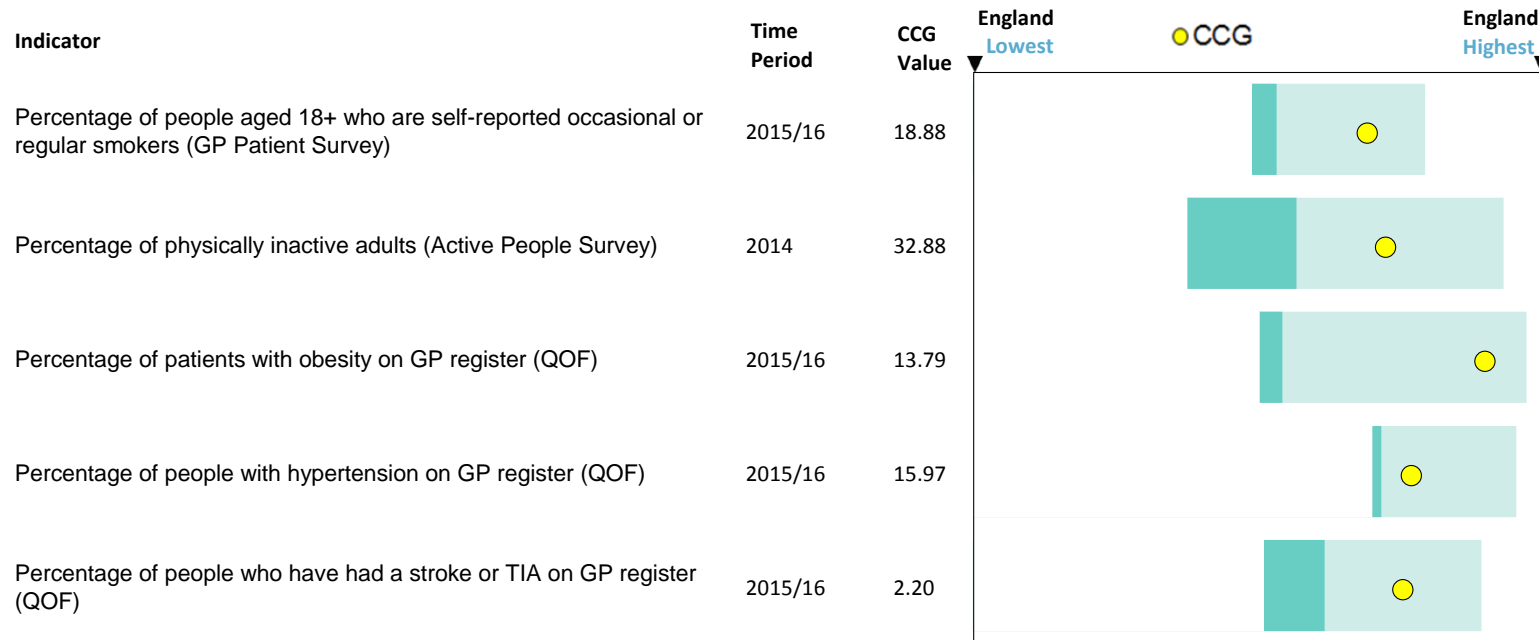 Indicator
Time
Period
CCG
Value
England
Lowest
CCG
England
Highest
Percentage of people aged 18+ who are self-reported occasional or
regular smokers (GP Patient Survey)
2015/16
18.88
Percentage of physically inactive adults (Active People Survey)
2014
32.88
Percentage of patients with obesity on GP register (QOF)
2015/16
13.79
Percentage of people with hypertension on GP register (QOF)
2015/16
15.97
Percentage of people who have had a stroke or TIA on GP register
(QOF)
2015/16
2.20